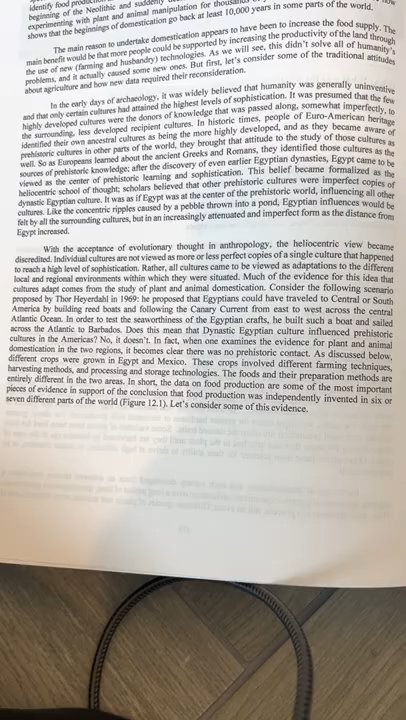 identify food
beginning of the Neolithic and suddenly
experimenting with plant and animal manipulation for thousands
shows that the beginnings of domestication go back at least 10,000 years in some parts of the world.
The main reason to undertake domestication appears to have been to increase the food supply. The
main benefit would be that more people could be supported by increasing the productivity of the land through
the use of new (farming and husbandry) technologies. As we will see, this didn't solve all of humanity's
problems, and it actually caused some new ones. But first, let's consider some of the traditional attitudes
about agriculture and how new data required their reconsideration.
In the early days of archaeology, it was widely believed that humanity was generally uninventive
and that only certain cultures had attained the highest levels of sophistication. It was presumed that the few
highly developed cultures were the donors of knowledge that was passed along, somewhat imperfectly, to
the surrounding, less developed recipient cultures. In historic times, people of Euro-American heritage
identified their own ancestral cultures as being the more highly developed, and as they became aware of
prehistoric cultures in other parts of the world, they brought that attitude to the study of those cultures as
well. So as Europeans learned about the ancient Greeks and Romans, they identified those cultures as the
sources of prehistoric knowledge; after the discovery of even earlier Egyptian dynasties, Egypt came to be
viewed as the center of prehistoric learning and sophistication. This belief became formalized as the
heliocentric school of thought; scholars believed that other prehistoric cultures were imperfect copies of
dynastic Egyptian culture. It was as if Egypt was at the center of the prehistoric world, influencing all other
cultures. Like the concentric ripples caused by a pebble thrown into a pond, Egyptian influences would be
felt by all the surrounding cultures, but in an increasingly attenuated and imperfect form as the distance from
Egypt increased.
With the acceptance of evolutionary thought in anthropology, the heliocentric view became
discredited. Individual cultures are not viewed as more or less perfect copies of a single culture that happened
to reach a high level of sophistication. Rather, all cultures came to be viewed as adaptations to the different
local and regional environments within which they were situated. Much of the evidence for this idea that
cultures adapt comes from the study of plant and animal domestication. Consider the following scenario
proposed by Thor Heyerdahl in 1969: he proposed that Egyptians could have traveled to Central or South
America by building reed boats and following the Canary Current from east to west across the central
Atlantic Ocean. In order to test the seaworthiness of the Egyptian crafts, he built such a boat and sailed
across the Atlantic to Barbados. Does this mean that Dynastic Egyptian culture influenced prehistoric
cultures in the Americas? No, it doesn't. In fact, when one examines the evidence for plant and animal
domestication in the two regions, it becomes clear there was no prehistoric contact. As discussed below,
different crops were grown in Egypt and Mexico. These crops involved different farming techniques,
harvesting methods, and processing and storage technologies. The foods and their preparation methods are
entirely different in the two areas. In short, the data on food production are some of the most important
pieces of evidence in support of the conclusion that food production was independently invented in six or
seven different parts of the world (Figure 12.1). Let's consider some of this evidence.